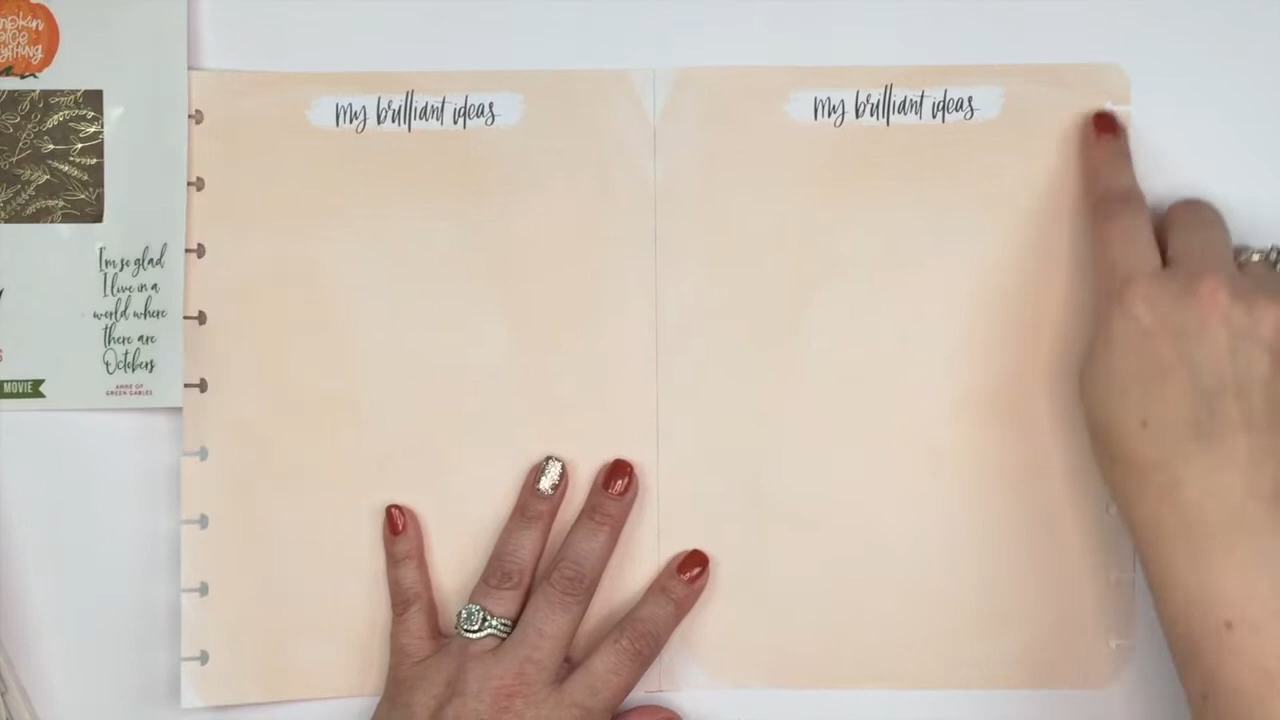 my brilliant ideas
my brilliant ideas
I'm so glad
I live in a
world where
there are
Octobers
ANNE OF
GREEN GABLES
MOVIE